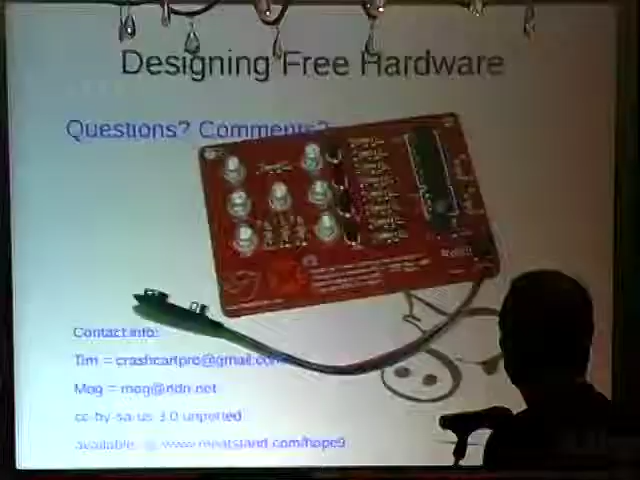 Designing Free Hardware
Questions? Comments?
Contact info:
Tim = crashcartpro@gmail.com
Mog = mog@rldn.net
cc-by-sa-us 3.0 unported
available @ www.meatstand.com/hope9